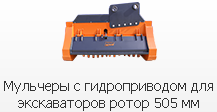 Мульчеры с гидроприводом для
экскаваторов ротор 505 мм